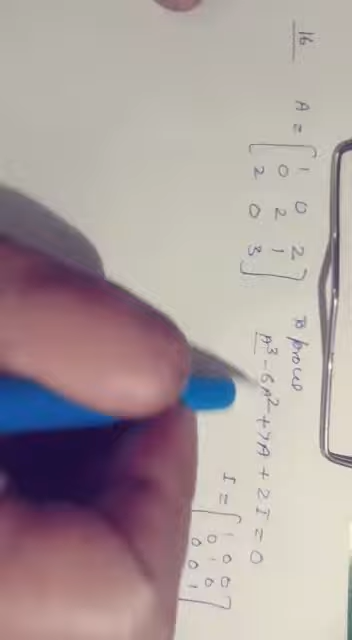 16 A = [ 1 0 2
0 2 1
2 0 3 ] To prove
A³ - 6A² + 7A + 2I = 0
I = [ 1 0 0
0 1 0
0 0 1 ]